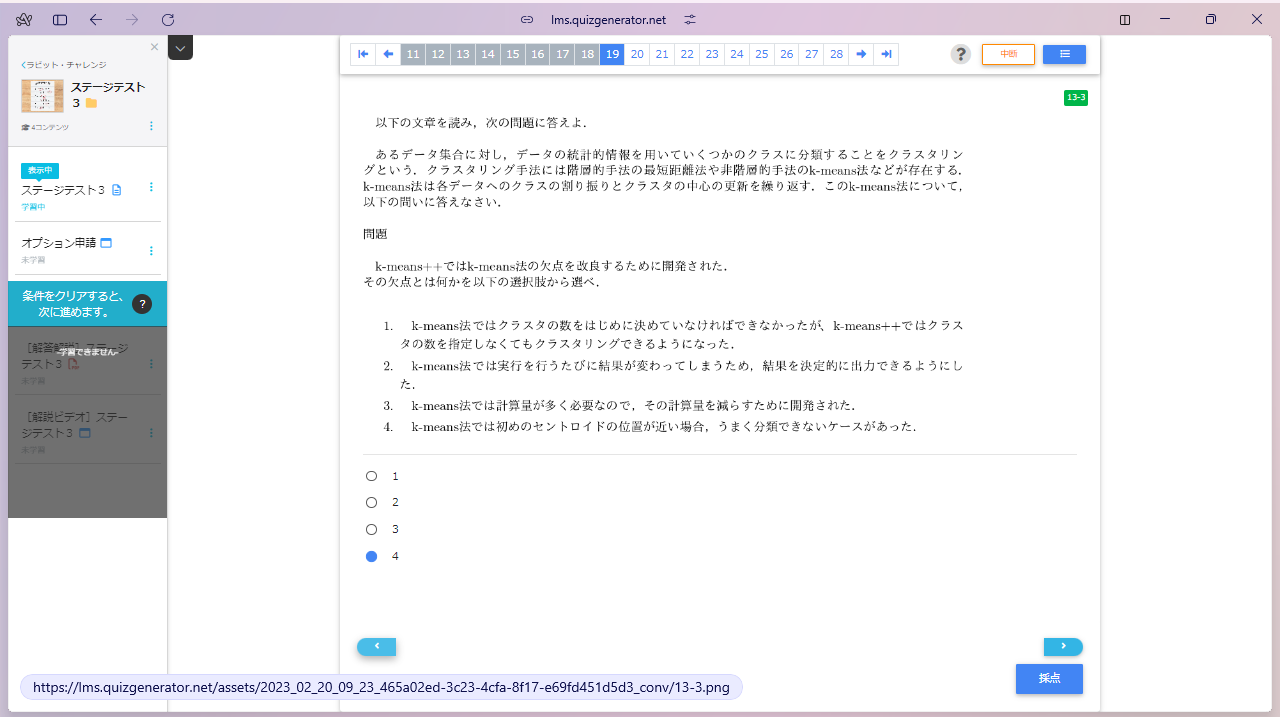 lms.quizgenerator.net
ラビット・チャレンジ
ステージテスト
3
4コンテンツ
表示中
ステージテスト3
学習中
オプション申請
未学習
条件をクリアすると、
次に進めます。
?
［解答解説］ステージ
学習できません。
テスト3
未学習
［解説ビデオ］ステー
ジテスト3
未学習
11 12 13 14 15 16 17 18 19 20 21 22 23 24 25 26 27 28
?
中断
13-3
以下の文章を読み，次の問題に答えよ．
あるデータ集合に対し，データの統計的情報を用いていくつかのクラスに分類することをクラスタリン
グという．クラスタリング手法には階層的手法の最短距離法や非階層的手法のk-means法などが存在する．
k-means法は各データへのクラスの割り振りとクラスタの中心の更新を繰り返す．このk-means法について，
以下の問いに答えなさい．
問題
k-means++ではk-means法の欠点を改良するために開発された．
その欠点とは何かを以下の選択肢から選べ．
1. k-means法ではクラスタの数をはじめに決めていなければできなかったが、k-means++ではクラス
タの数を指定しなくてもクラスタリングできるようになった．
2. k-means法では実行を行うたびに結果が変わってしまうため，結果を決定的に出力できるようにし
た．
3. k-means法では計算量が多く必要なので，その計算量を減らすために開発された．
4. k-means法では初めのセントロイドの位置が近い場合，うまく分類できないケースがあった．
1
2
3
4
採点
https://lms.quizgenerator.net/assets/2023_02_20_05_23_465a02ed-3c23-4cfa-8f17-e69fd451d5d3_conv/13-3.png